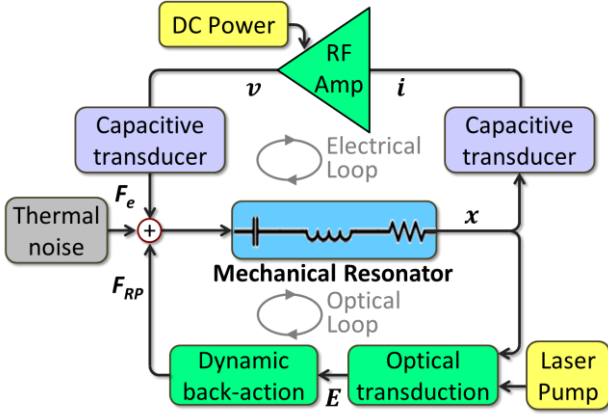 DC Power
RF
Amp
v
i
Capacitive
transducer
Electrical
Loop
Capacitive
transducer
Fe
Thermal
noise
+
x
Mechanical Resonator
FRP
Optical
Loop
Dynamic
back-action
E
Optical
transduction
Laser
Pump